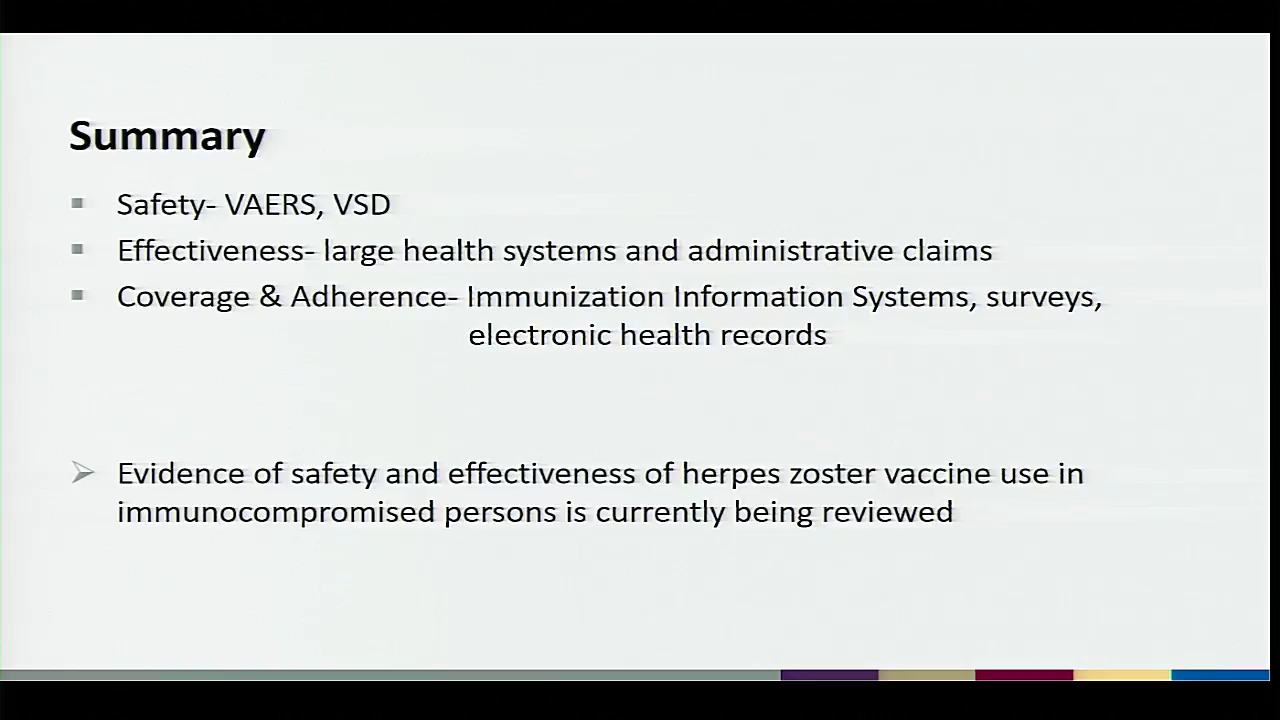 Summary
Safety- VAERS, VSD
Effectiveness- large health systems and administrative claims
Coverage & Adherence- Immunization Information Systems, surveys,
electronic health records
Evidence of safety and effectiveness of herpes zoster vaccine use in
immunocompromised persons is currently being reviewed